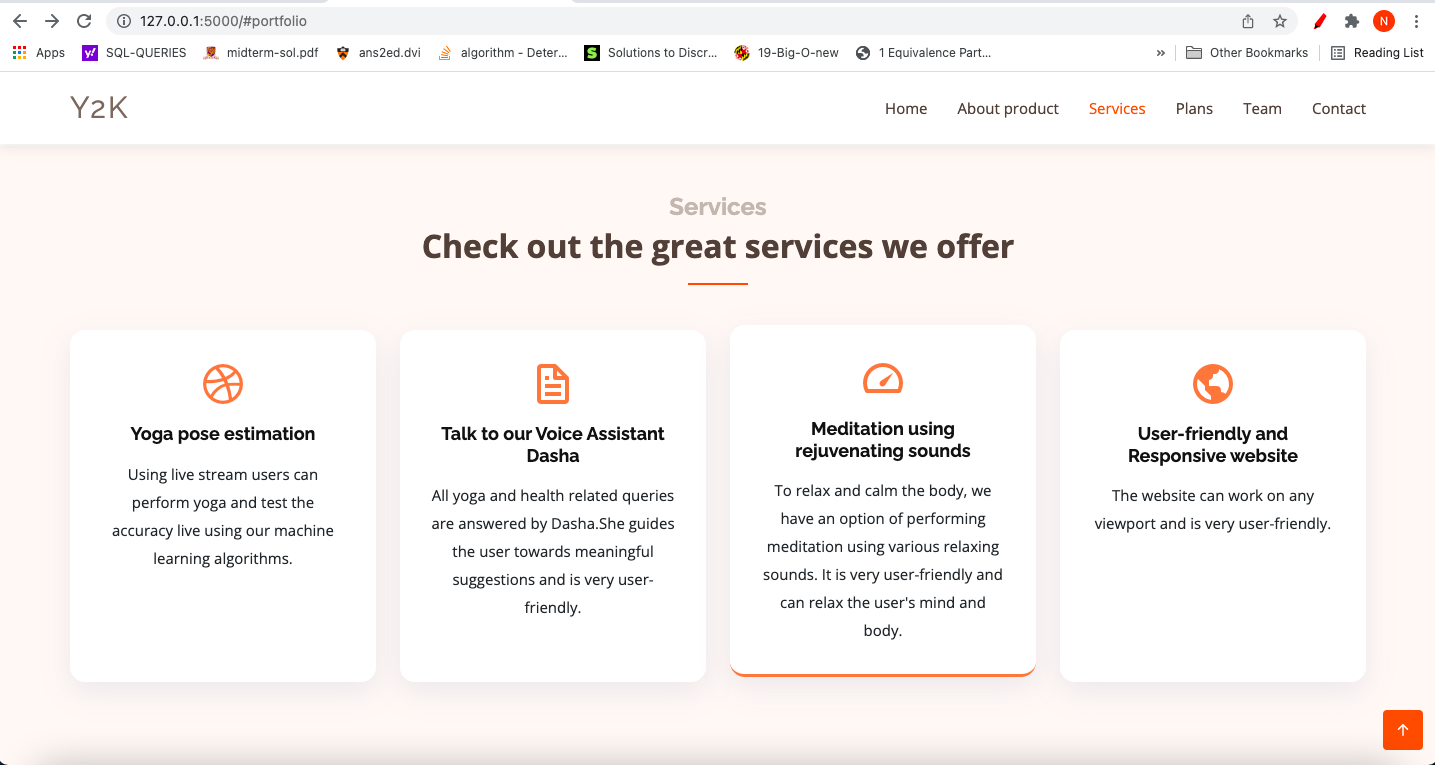 127.0.0.1:5000/#portfolio
N
Apps SQL-QUERIES midterm-sol.pdf ans2ed.dvi algorithm - Deter... Solutions to Discr... 19-Big-O-new 1 Equivalence Part... » Other Bookmarks Reading List
Y2K Home About product Services Plans Team Contact
Services
Check out the great services we offer
Yoga pose estimation
Using live stream users can
perform yoga and test the
accuracy live using our machine
learning algorithms.
Talk to our Voice Assistant
Dasha
All yoga and health related queries
are answered by Dasha.She guides
the user towards meaningful
suggestions and is very user-
friendly.
Meditation using
rejuvenating sounds
To relax and calm the body, we
have an option of performing
meditation using various relaxing
sounds. It is very user-friendly and
can relax the user's mind and
body.
User-friendly and
Responsive website
The website can work on any
viewport and is very user-friendly.